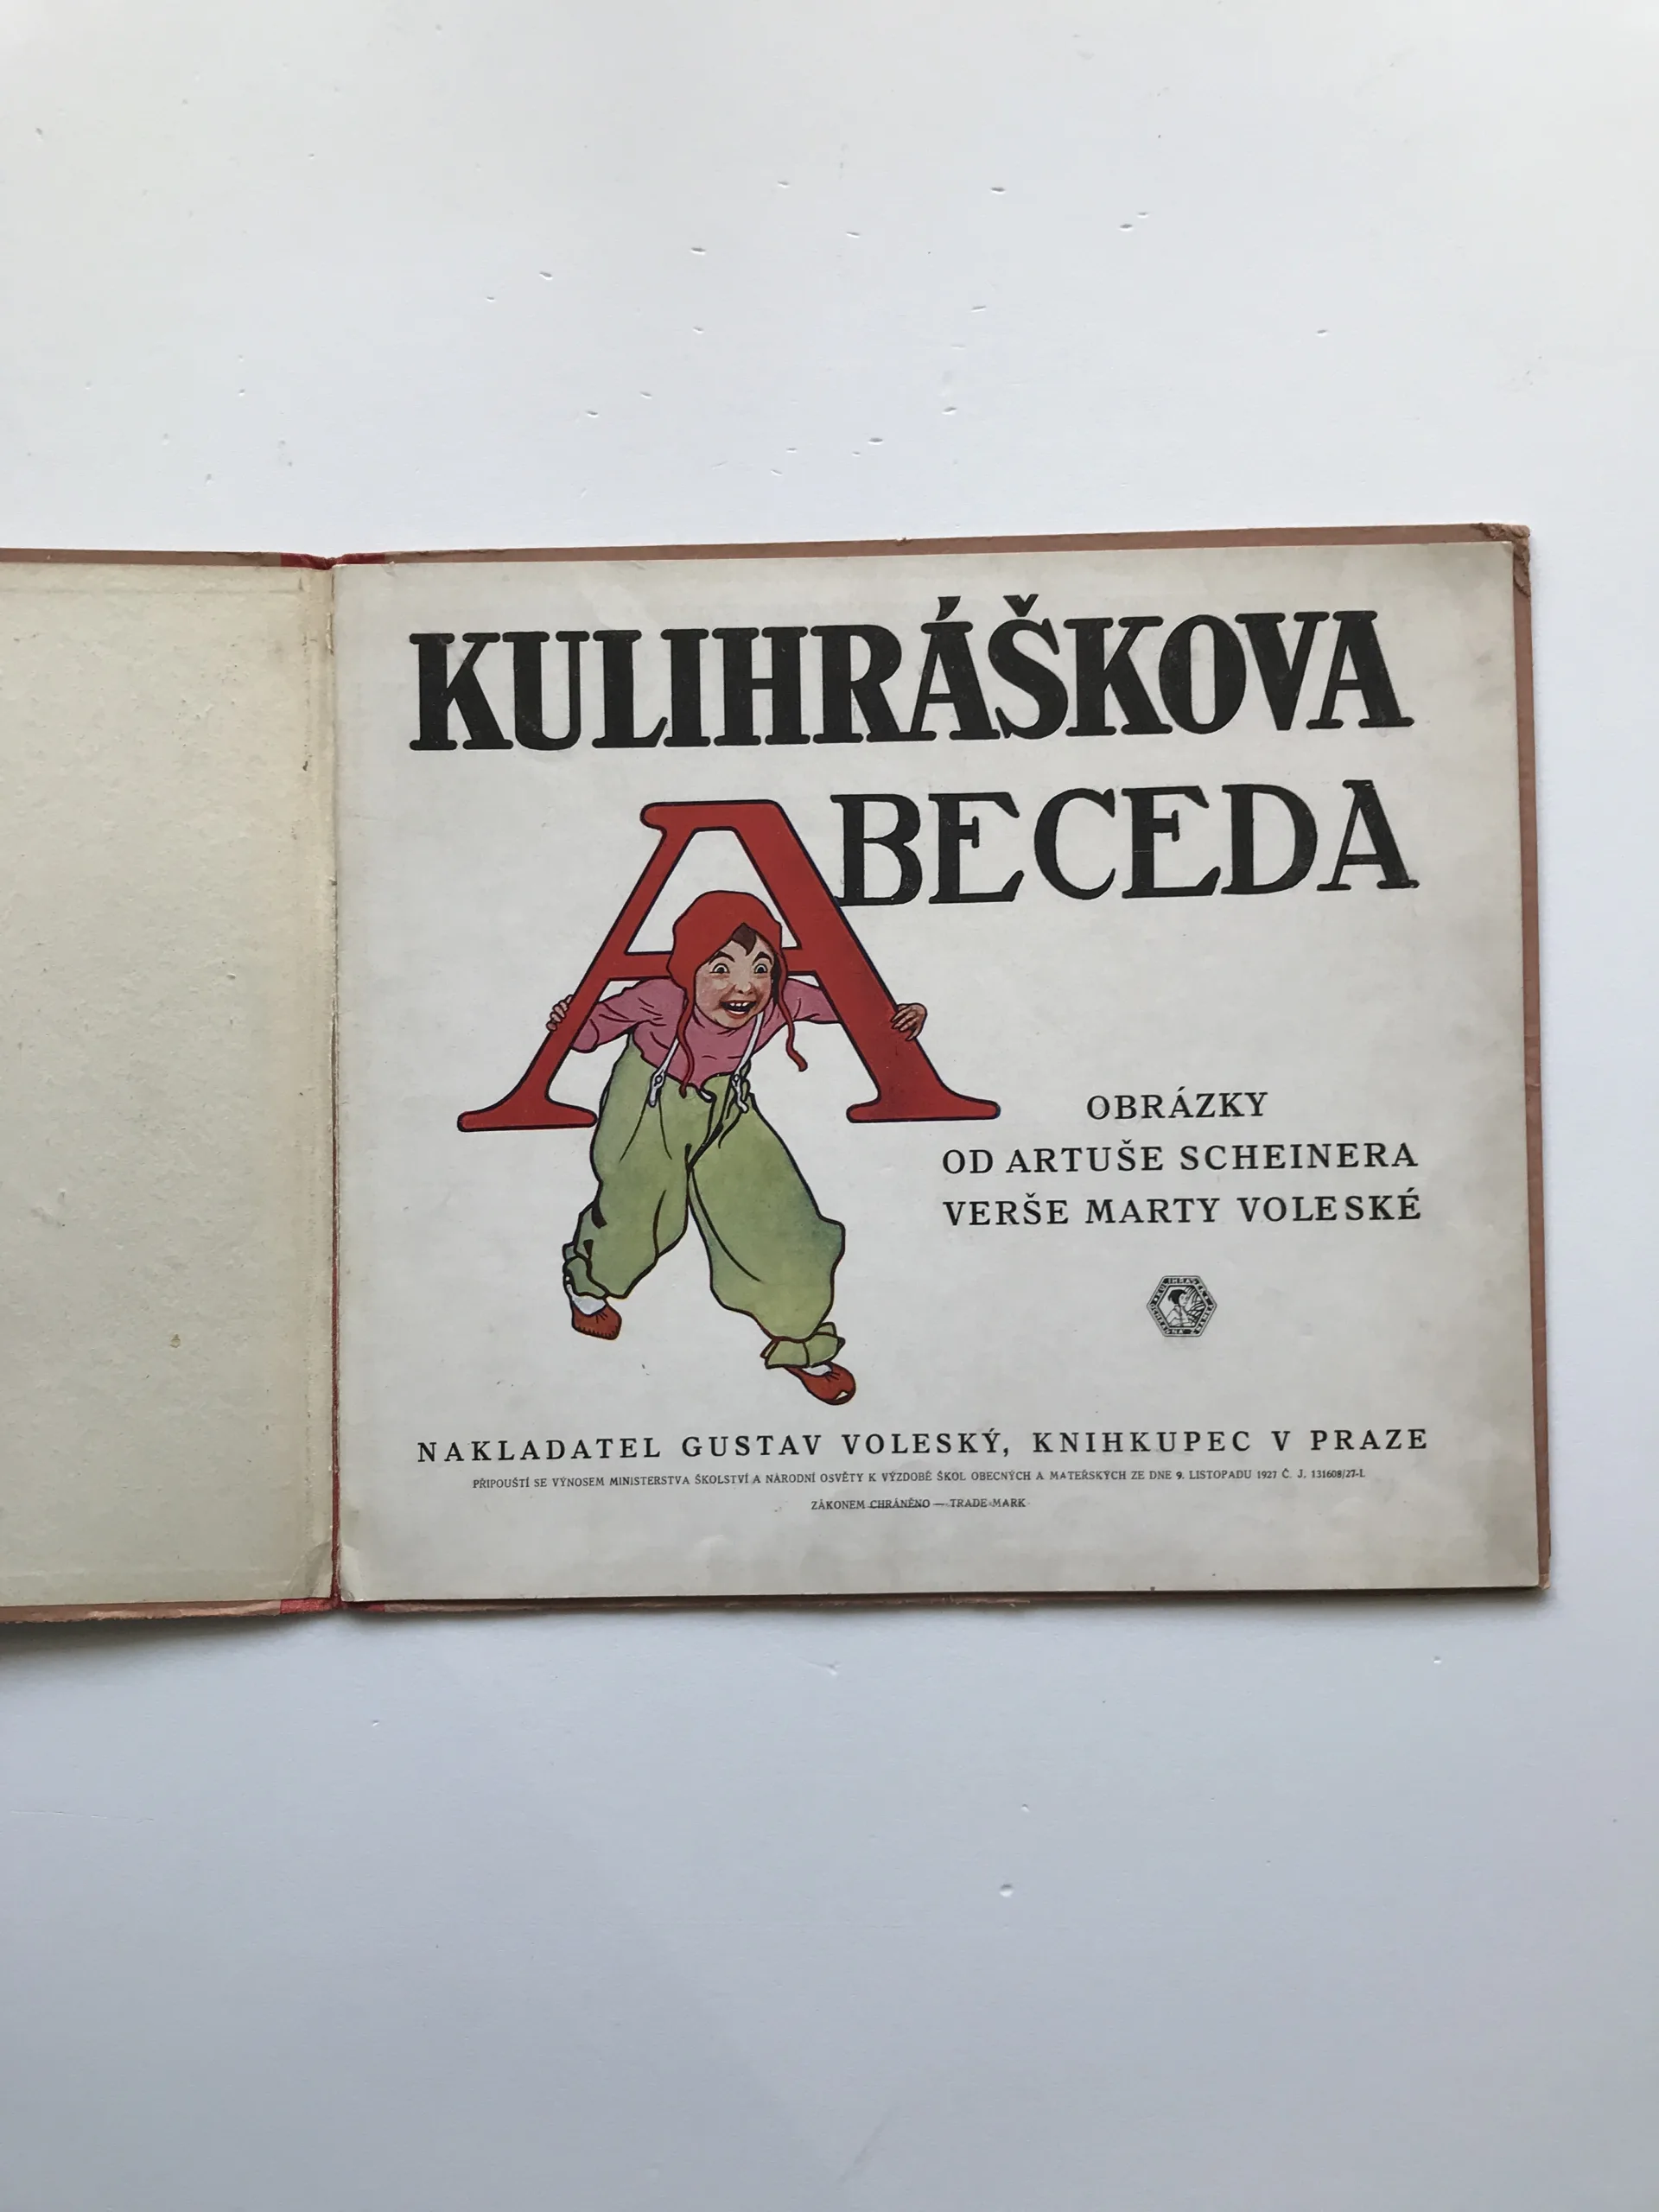 KULIHRÁŠKOVA
ABECEDA
OBRÁZKY
OD ARTUŠE SCHEINERA
VERŠE MARTY VOLESKÉ
NAKLADATEL GUSTAV VOLESKÝ, KNIHKUPEC V PRAZE
PŘIPOUŠTÍ SE VÝNOSEM MINISTERSTVA ŠKOLSTVÍ A NÁRODNÍ OSVĚTY K VÝZDOBĚ ŠKOL OBECNÝCH A MATEŘSKÝCH ZE DNE 9. LISTOPADU 1927 Č. J. 131608/27-I.
ZÁKONEM CHRÁNĚNO — TRADE MARK